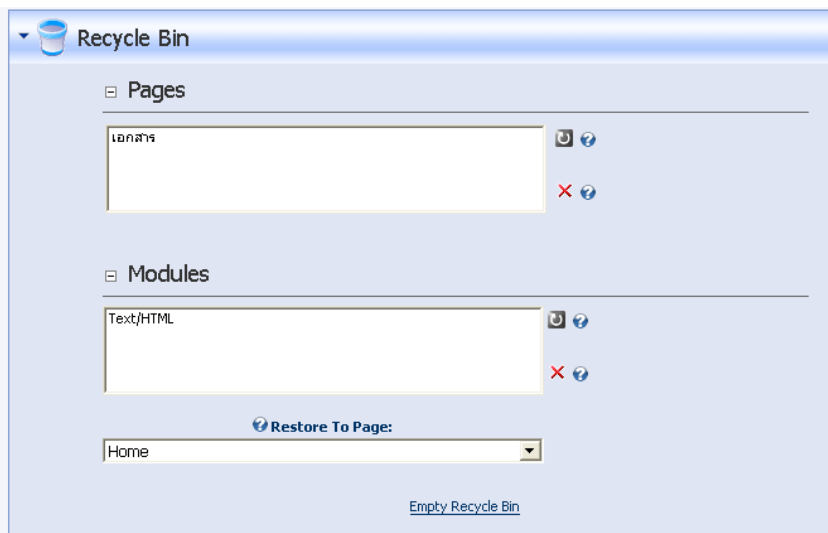 Recycle Bin
Pages
เอกสาร
Modules
Text/HTML
Restore To Page:
Home
Empty Recycle Bin